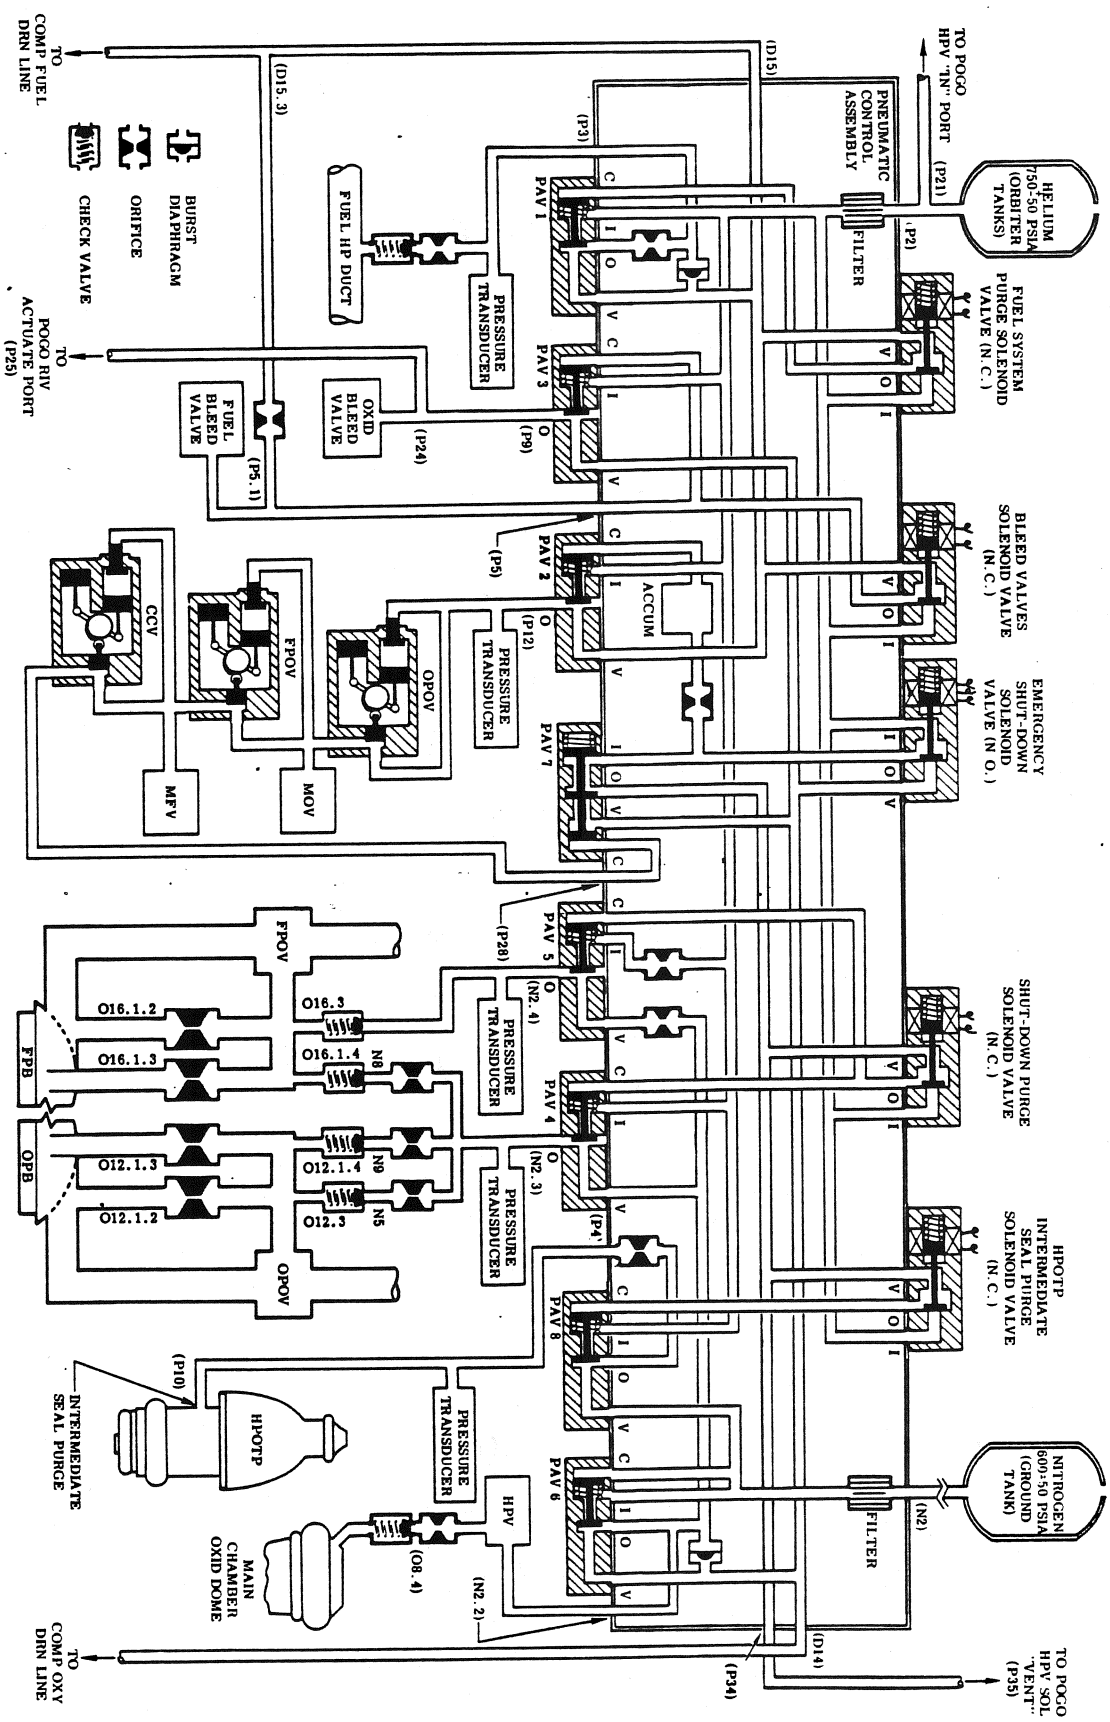 TO POGO
HPV "IN" PORT
(P21)
HELIUM
750+50 PSIA
(ORBITER
TANKS)
(P2)
FILTER
PNEUMATIC
CONTROL
ASSEMBLY
FUEL SYSTEM
PURGE SOLENOID
VALVE (N.C.)
V
O
I
BLEED VALVES
SOLENOID VALVE
(N.C.)
V
O
I
EMERGENCY
SHUT-DOWN
SOLENOID
VALVE (N O.)
I
O
V
SHUT-DOWN PURGE
SOLENOID VALVE
(N.C.)
V
O
I
HPOTP
INTERMEDIATE
SEAL PURGE
SOLENOID VALVE
(N.C.)
V
O
I
NITROGEN
600±50 PSIA
(GROUND
TANK)
(N2)
FILTER
TO POGO
HPV SOL
"VENT"
(P35)
(P34)
(D14)
TO
COMP OXY
DRN LINE
(D15)
(D15.3)
TO
COMP FUEL
DRN LINE
BURST
DIAPHRAGM
ORIFICE
CHECK VALVE
(P3)
C
I
O
V
PAV 1
FUEL HP DUCT
PRESSURE
TRANSDUCER
C
I
O
V
PAV 3
(P9)
OXID
BLEED
VALVE
(P24)
TO
POGO RIV
ACTUATE PORT
(P25)
FUEL
BLEED
VALVE
(P5.1)
(P5)
C
I
O
V
PAV 2
ACCUM
(P12)
PRESSURE
TRANSDUCER
OPOV
FPOV
CCV
MOV
MFV
I
O
V
C
PAV 7
(P28)
C
I
O
V
PAV 5
(N2.4)
PRESSURE
TRANSDUCER
C
I
O
V
PAV 4
(N2.3)
PRESSURE
TRANSDUCER
(P4)
FPOV
O16.3
O16.1.2
O16.1.3
O16.1.4
N8
N9
N5
O12.1.4
O12.1.3
O12.3
O12.1.2
FPB
OPB
OPOV
C
I
O
V
PAV 8
(P10)
INTERMEDIATE
SEAL PURGE
HPOTP
PRESSURE
TRANSDUCER
C
I
O
V
PAV 6
HPV
(O8.4)
(N2.2)
MAIN
CHAMBER
OXID DOME